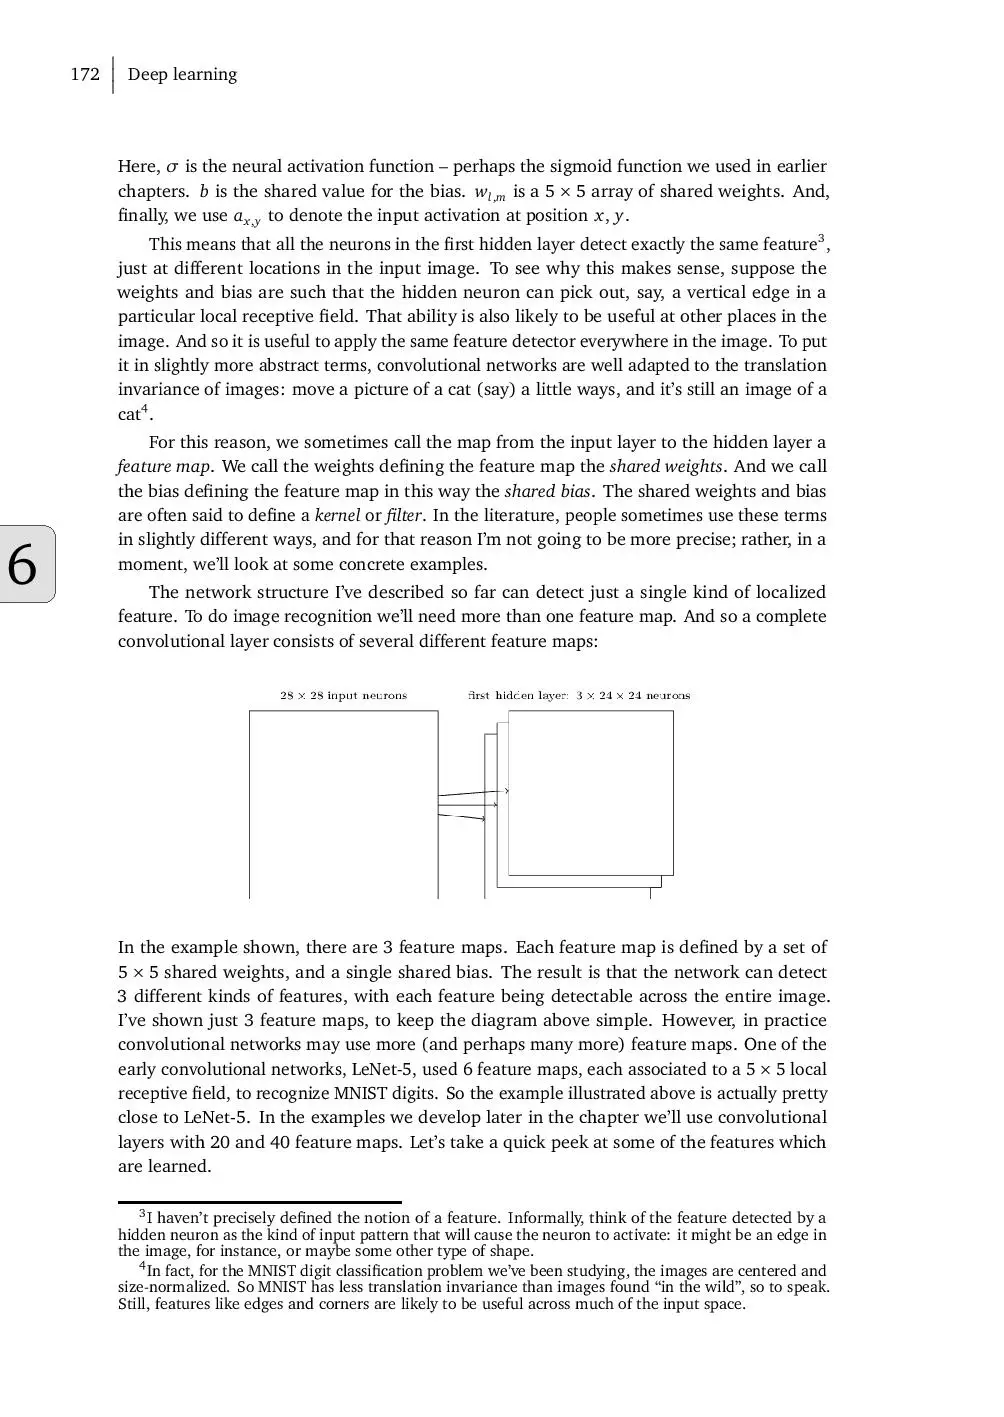 172 Deep learning
Here, σ is the neural activation function – perhaps the sigmoid function we used in earlier
chapters. b is the shared value for the bias. w_{l,m} is a 5 × 5 array of shared weights. And,
finally, we use a_{x,y} to denote the input activation at position x, y.
This means that all the neurons in the first hidden layer detect exactly the same feature³,
just at different locations in the input image. To see why this makes sense, suppose the
weights and bias are such that the hidden neuron can pick out, say, a vertical edge in a
particular local receptive field. That ability is also likely to be useful at other places in the
image. And so it is useful to apply the same feature detector everywhere in the image. To put
it in slightly more abstract terms, convolutional networks are well adapted to the translation
invariance of images: move a picture of a cat (say) a little ways, and it’s still an image of a
cat⁴.
For this reason, we sometimes call the map from the input layer to the hidden layer a
feature map. We call the weights defining the feature map the shared weights. And we call
the bias defining the feature map in this way the shared bias. The shared weights and bias
are often said to define a kernel or filter. In the literature, people sometimes use these terms
in slightly different ways, and for that reason I’m not going to be more precise; rather, in a
moment, we’ll look at some concrete examples.
6
The network structure I’ve described so far can detect just a single kind of localized
feature. To do image recognition we’ll need more than one feature map. And so a complete
convolutional layer consists of several different feature maps:
28 × 28 input neurons
first hidden layer: 3 × 24 × 24 neurons
In the example shown, there are 3 feature maps. Each feature map is defined by a set of
5 × 5 shared weights, and a single shared bias. The result is that the network can detect
3 different kinds of features, with each feature being detectable across the entire image.
I’ve shown just 3 feature maps, to keep the diagram above simple. However, in practice
convolutional networks may use more (and perhaps many more) feature maps. One of the
early convolutional networks, LeNet-5, used 6 feature maps, each associated to a 5 × 5 local
receptive field, to recognize MNIST digits. So the example illustrated above is actually pretty
close to LeNet-5. In the examples we develop later in the chapter we’ll use convolutional
layers with 20 and 40 feature maps. Let’s take a quick peek at some of the features which
are learned.
³I haven’t precisely defined the notion of a feature. Informally, think of the feature detected by a
hidden neuron as the kind of input pattern that will cause the neuron to activate: it might be an edge in
the image, for instance, or maybe some other type of shape.
⁴In fact, for the MNIST digit classification problem we’ve been studying, the images are centered and
size-normalized. So MNIST has less translation invariance than images found “in the wild”, so to speak.
Still, features like edges and corners are likely to be useful across much of the input space.